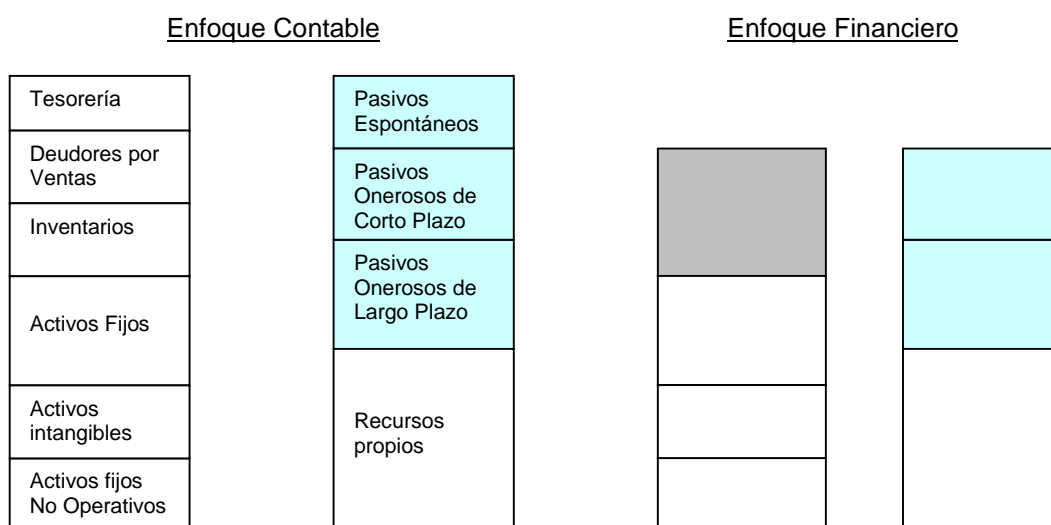 Enfoque Contable
Enfoque Financiero
Tesorería
Deudores por
Ventas
Inventarios
Activos Fijos
Activos
intangibles
Activos fijos
No Operativos
Pasivos
Espontáneos
Pasivos
Onerosos de
Corto Plazo
Pasivos
Onerosos de
Largo Plazo
Recursos
propios